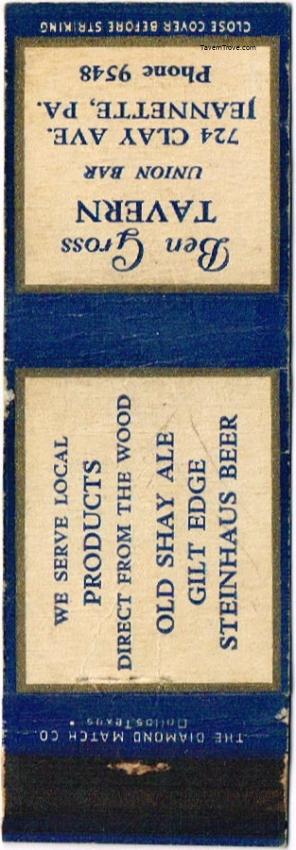 TavernTrove.com
CLOSE COVER BEFORE STRIKING
Ben Gross
TAVERN
UNION BAR
724 CLAY AVE.
JEANNETTE, PA.
Phone 9548
WE SERVE LOCAL
PRODUCTS
DIRECT FROM THE WOOD
OLD SHAY ALE
GILT EDGE
STEINHAUS BEER
THE DIAMOND MATCH CO.
Dallas, Texas